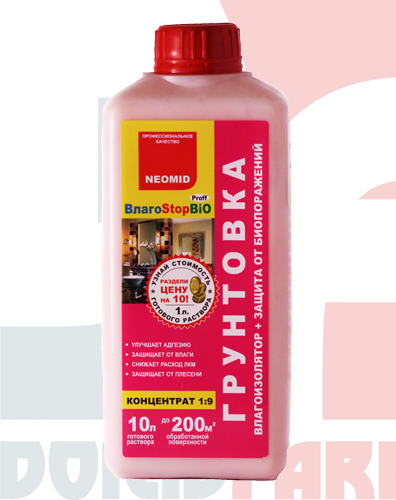 ПРОФЕССИОНАЛЬНОЕ
КАЧЕСТВО
NEOMID
Proff
ВлагоStopBiO
УЗНАЙ СТОИМОСТЬ
ГОТОВОГО РАСТВОРА
РАЗДЕЛИ
ЦЕНУ
НА 10!
1 л.
• УЛУЧШАЕТ АДГЕЗИЮ
• ЗАЩИЩАЕТ ОТ ВЛАГИ
• СНИЖАЕТ РАСХОД ЛКМ
• ЗАЩИЩАЕТ ОТ ПЛЕСЕНИ
КОНЦЕНТРАТ 1:9
10л до 200м²
готового раствора
обработанной поверхности
ГРУНТОВКА
ВЛАГОИЗОЛЯТОР + ЗАЩИТА ОТ БИОПОРАЖЕНИЙ